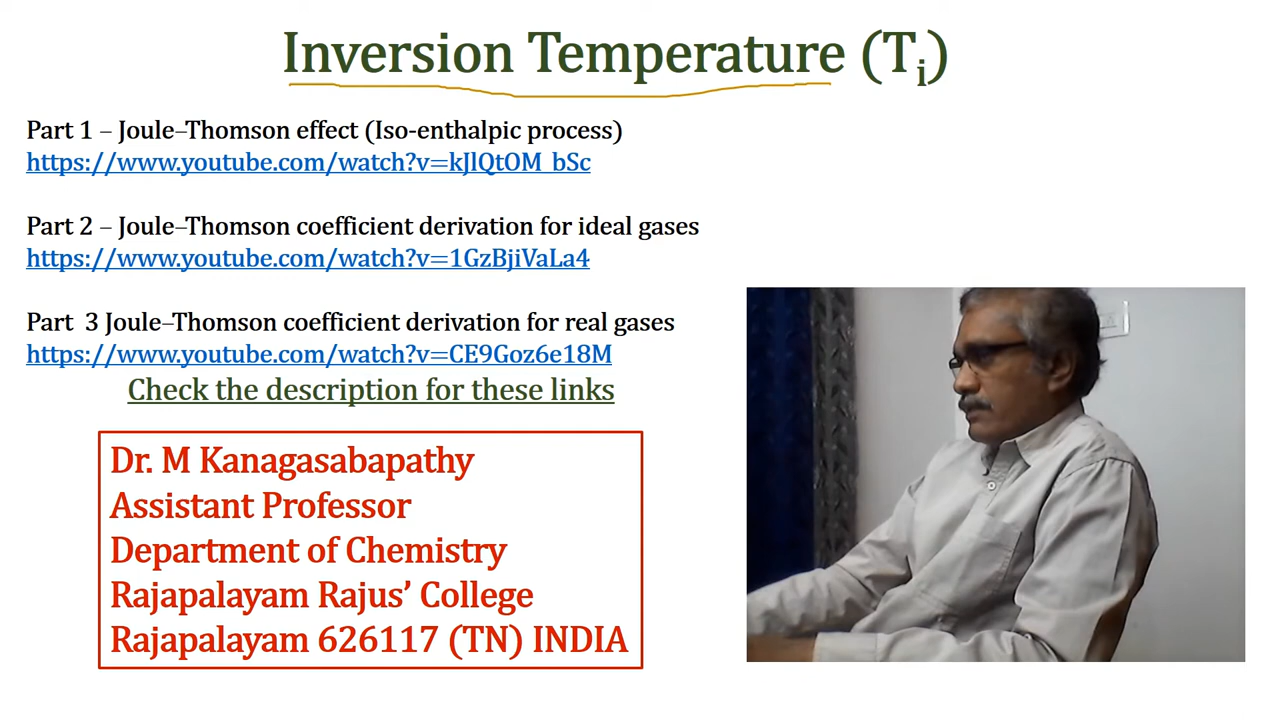 Inversion Temperature (Ti)
Part 1 – Joule–Thomson effect (Iso-enthalpic process)
https://www.youtube.com/watch?v=kJlQtOM_bSc
Part 2 – Joule–Thomson coefficient derivation for ideal gases
https://www.youtube.com/watch?v=1GzBjiVaLa4
Part  3 Joule–Thomson coefficient derivation for real gases
https://www.youtube.com/watch?v=CE9Goz6e18M
Check the description for these links
Dr. M Kanagasabapathy
Assistant Professor
Department of Chemistry
Rajapalayam Rajus’ College
Rajapalayam 626117 (TN) INDIA